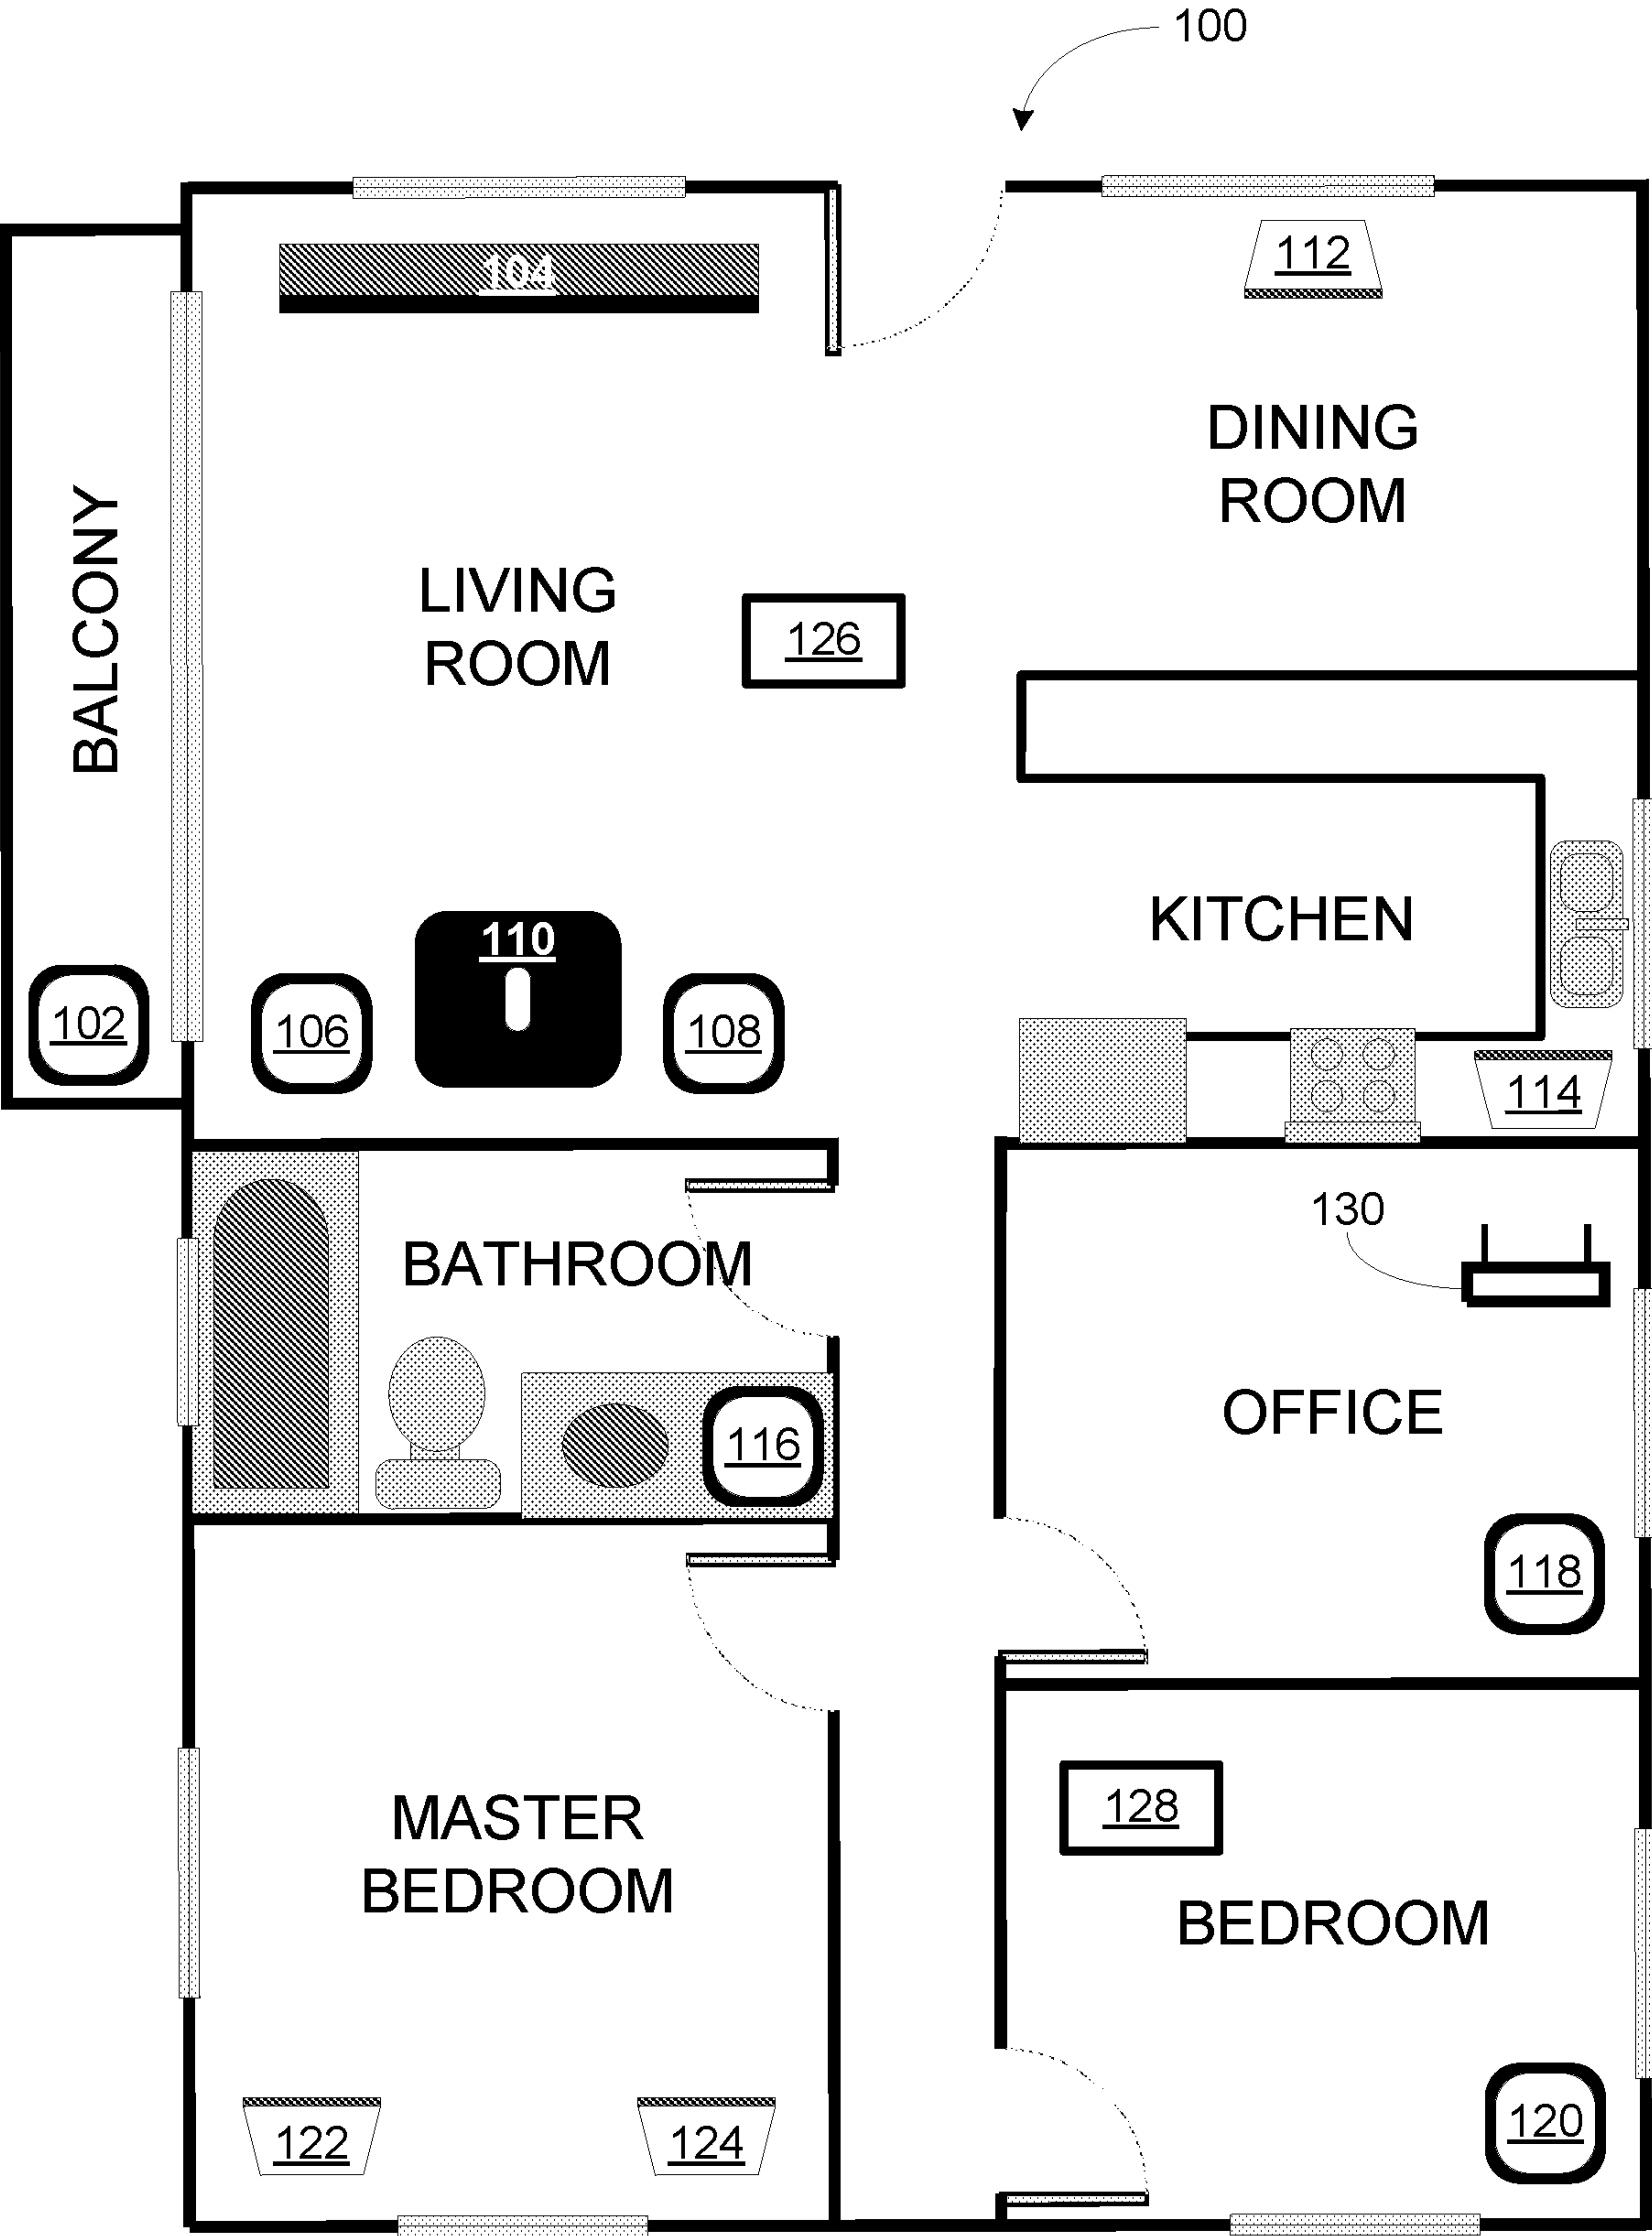 100
104
112
DINING
ROOM
BALCONY
LIVING
ROOM
126
KITCHEN
110
102
106
108
114
130
BATHROOM
OFFICE
116
118
MASTER
BEDROOM
128
BEDROOM
122
124
120